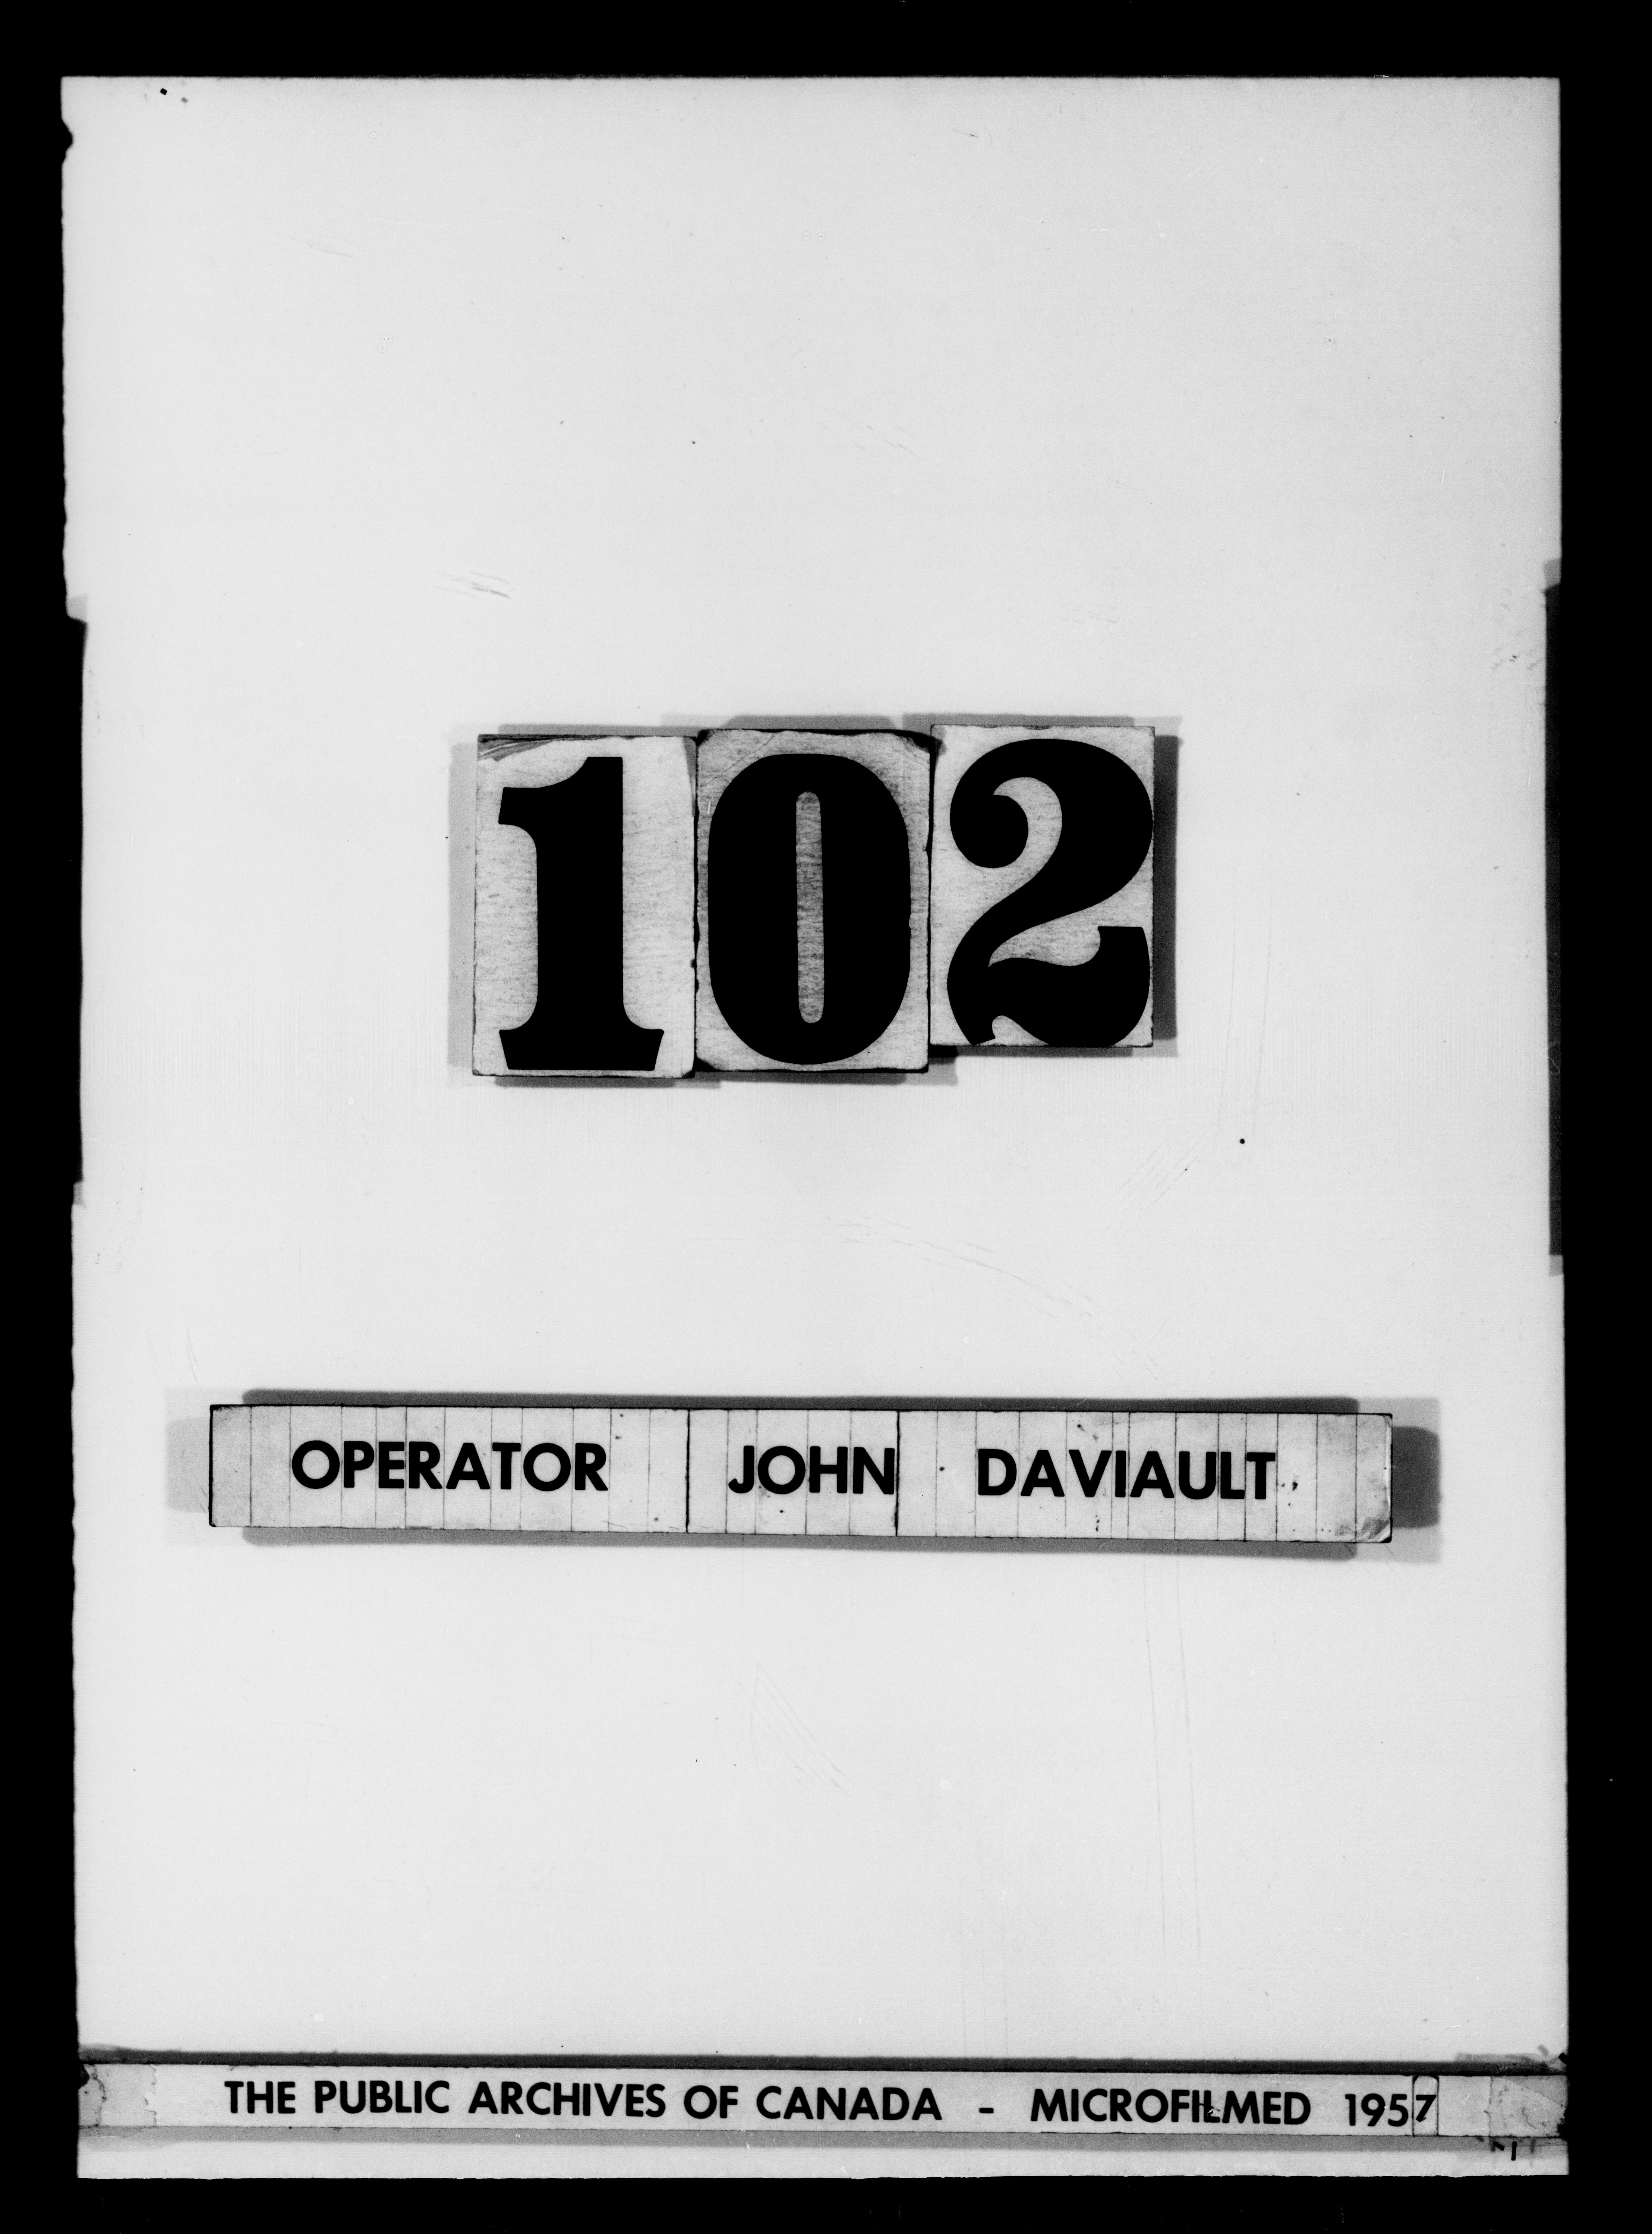 102
OPERATOR JOHN DAVIAULT
THE PUBLIC ARCHIVES OF CANADA - MICROFILMED 1957